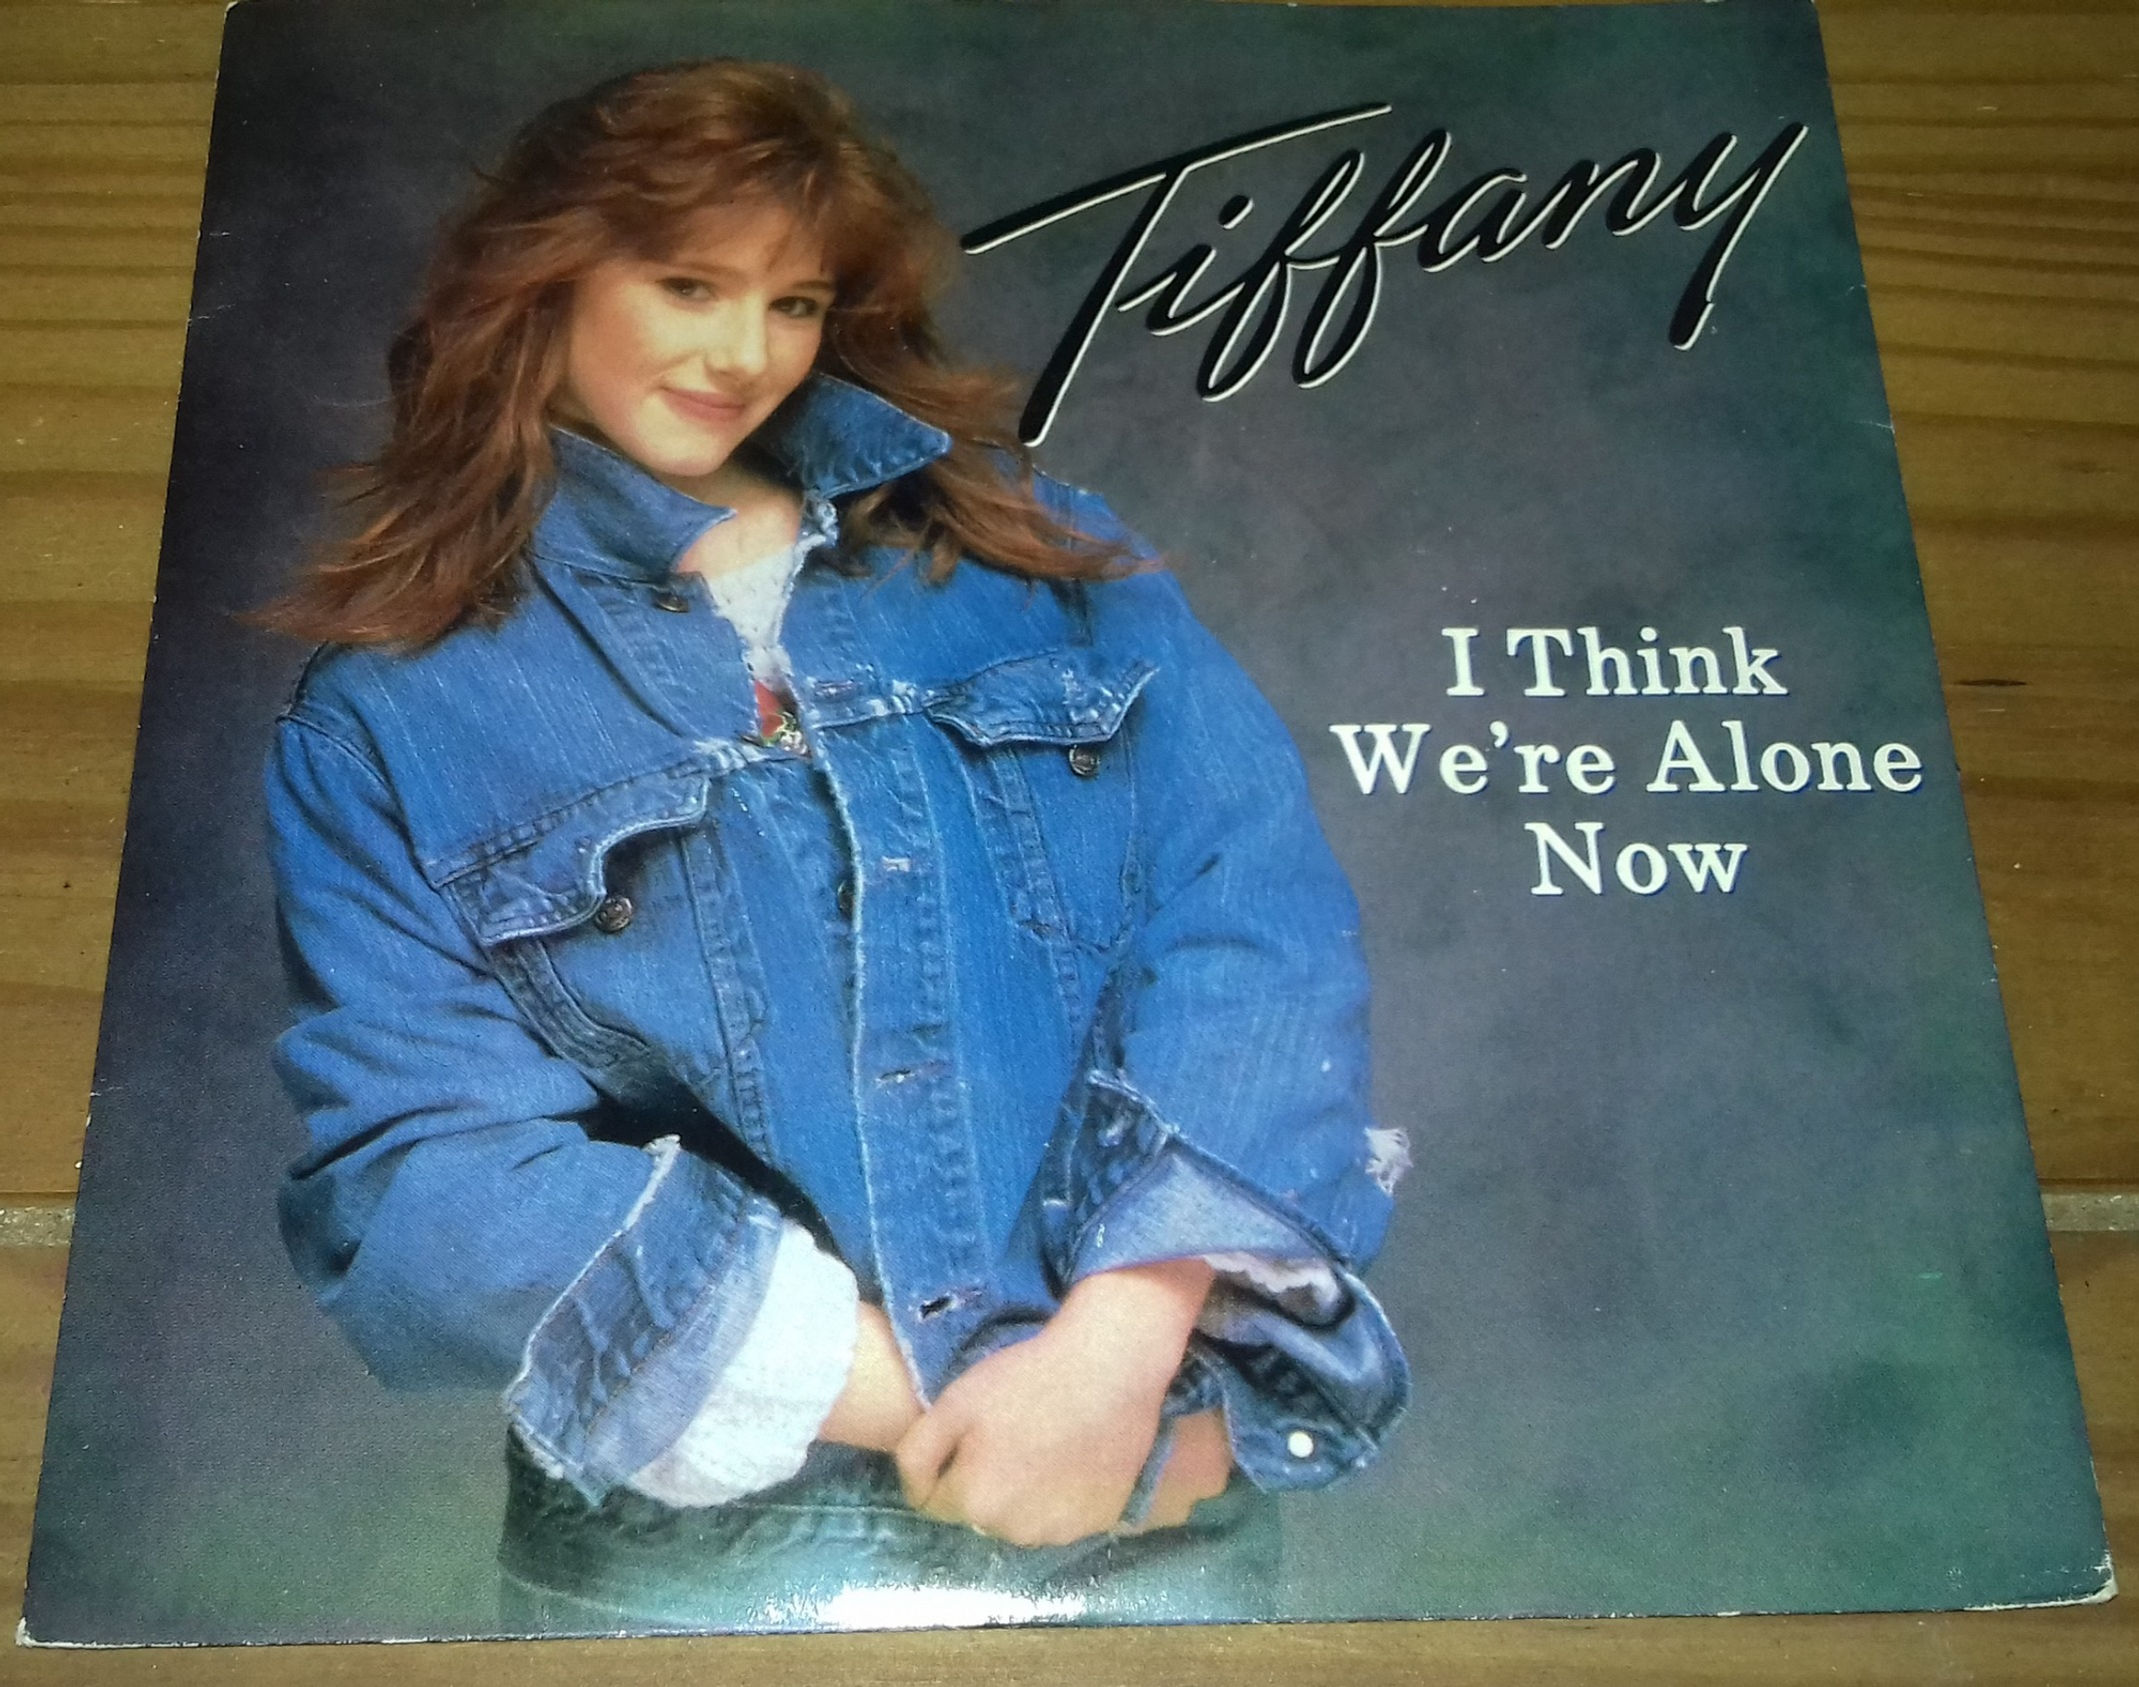 Tiffany
I Think
We're Alone
Now